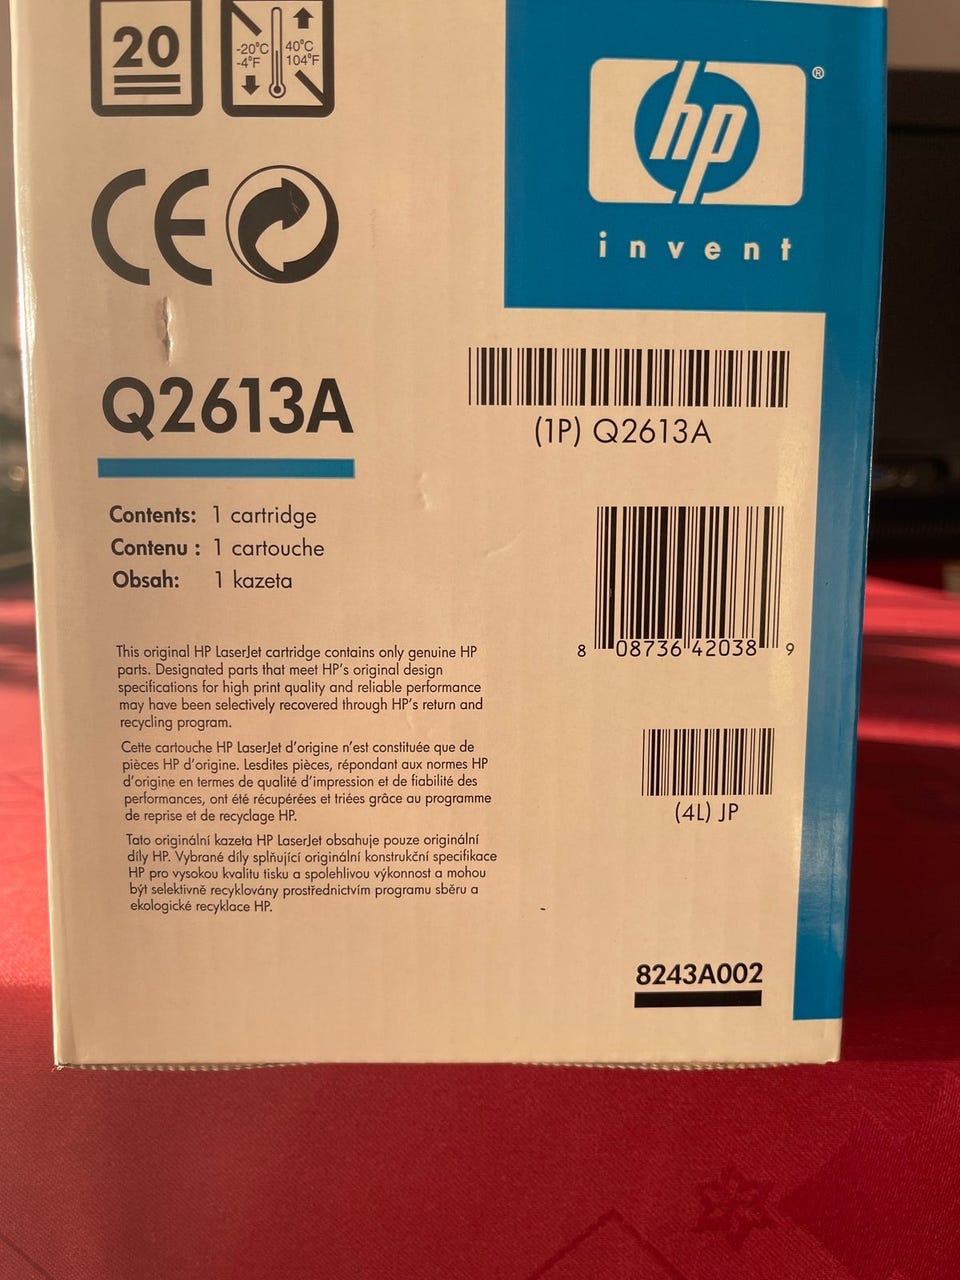 20
-20°C
-4°F
40°C
104°F
hp
®
invent
CE
Q2613A
(1P) Q2613A
Contents: 1 cartridge
Contenu : 1 cartouche
Obsah: 1 kazeta
8 08736 42038 9
This original HP LaserJet cartridge contains only genuine HP
parts. Designated parts that meet HP's original design
specifications for high print quality and reliable performance
may have been selectively recovered through HP's return and
recycling program.
Cette cartouche HP LaserJet d'origine n'est constituée que de
pièces HP d'origine. Lesdites pièces, répondant aux normes HP
d'origine en termes de qualité d'impression et de fiabilité des
performances, ont été récupérées et triées grâce au programme
de reprise et de recyclage HP.
Tato originální kazeta HP LaserJet obsahuje pouze originální
díly HP. Vybrané díly splňující originální konstrukční specifikace
HP pro vysokou kvalitu tisku a spolehlivou výkonnost a mohou
být selektivně recyklovány prostřednictvím programu sběru a
ekologické recyklace HP.
(4L) JP
8243A002